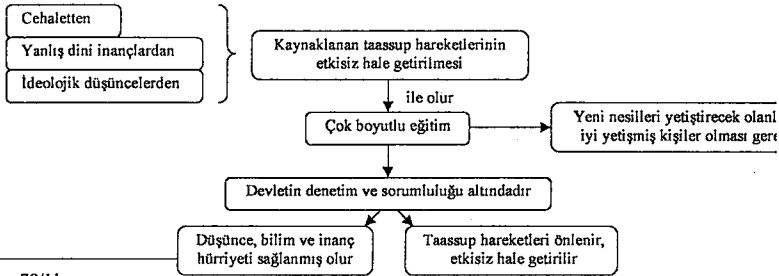 Cehaletten
Yanlış dini inançlardan
İdeolojik düşüncelerden
Kaynaklanan taassup hareketlerinin
etkisiz hale getirilmesi
ile olur
Çok boyutlu eğitim
Yeni nesilleri yetiştirecek olanl
iyi yetişmiş kişiler olması gere
Devletin denetim ve sorumluluğu altındadır
Düşünce, bilim ve inanç
hürriyeti sağlanmış olur
Taassup hareketleri önlenir,
etkisiz hale getirilir